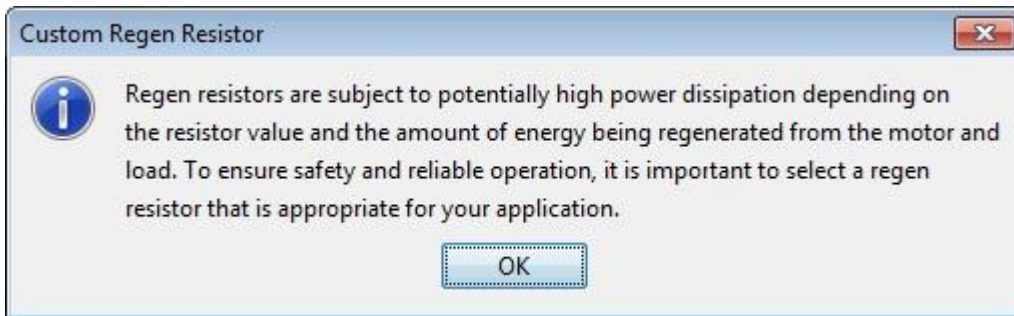 Custom Regen Resistor
Regen resistors are subject to potentially high power dissipation depending on
the resistor value and the amount of energy being regenerated from the motor and
load. To ensure safety and reliable operation, it is important to select a regen
resistor that is appropriate for your application.
OK